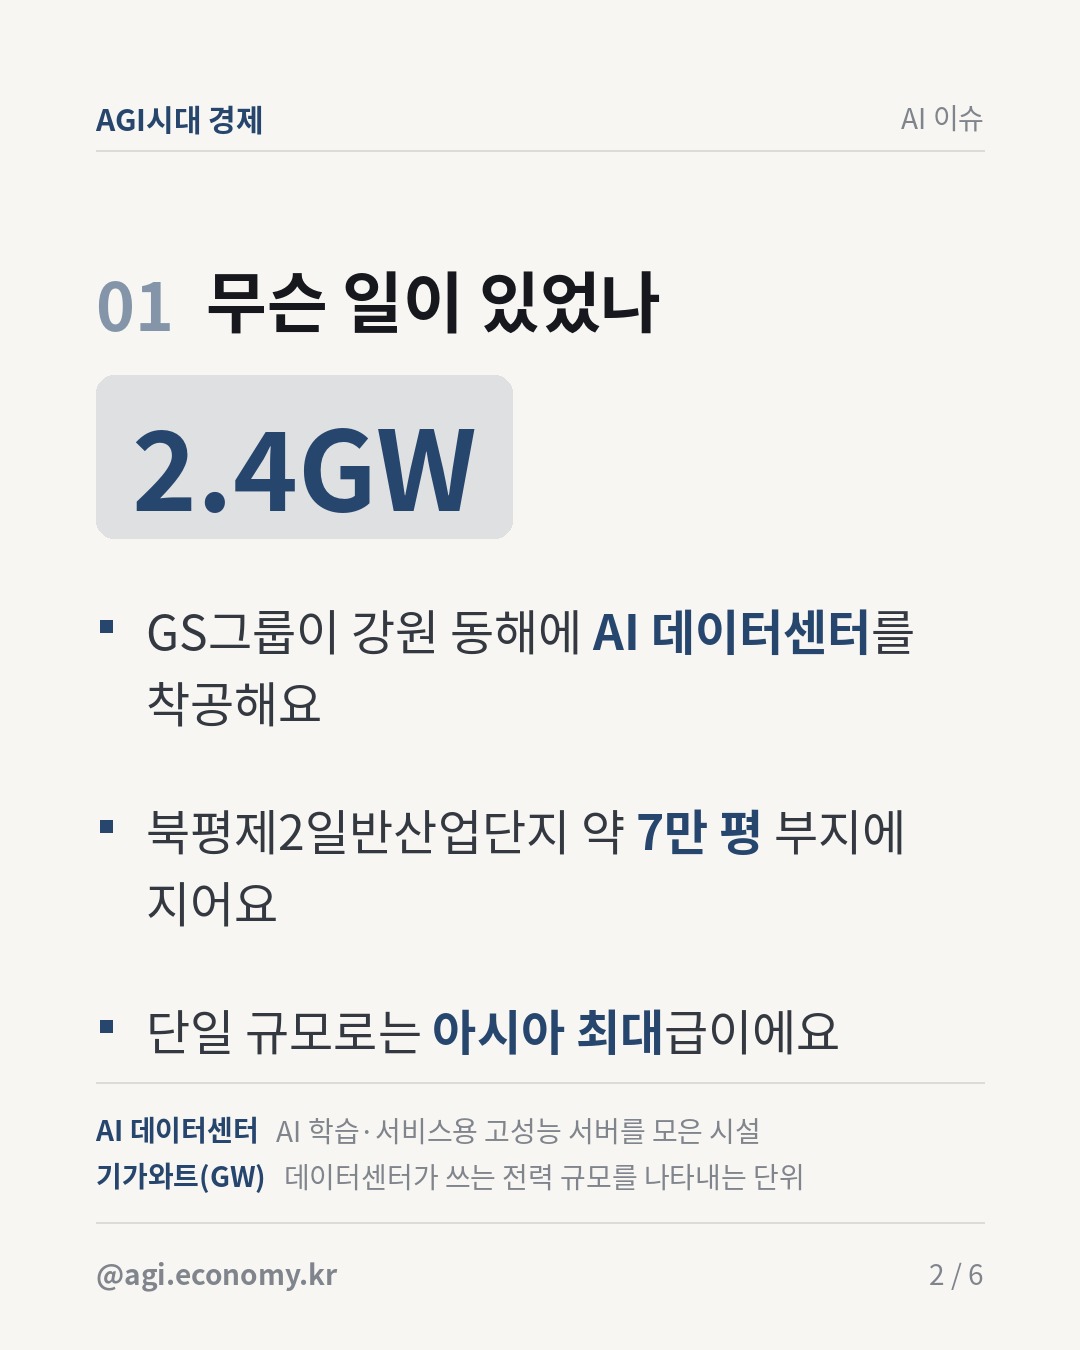 AGI시대 경제
AI 이슈
01 무슨 일이 있었나
2.4GW
▪ GS그룹이 강원 동해에 AI 데이터센터를
착공해요
▪ 북평제2일반산업단지 약 7만 평 부지에
지어요
▪ 단일 규모로는 아시아 최대급이에요
AI 데이터센터 AI 학습·서비스용 고성능 서버를 모은 시설
기가와트(GW) 데이터센터가 쓰는 전력 규모를 나타내는 단위
@agi.economy.kr
2 / 6